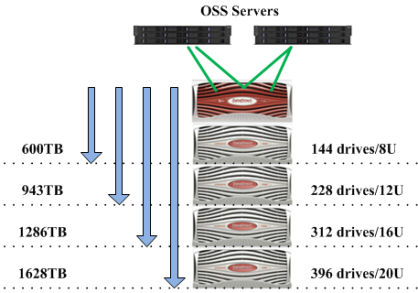 OSS Servers
600TB 144 drives/8U
943TB 228 drives/12U
1286TB 312 drives/16U
1628TB 396 drives/20U